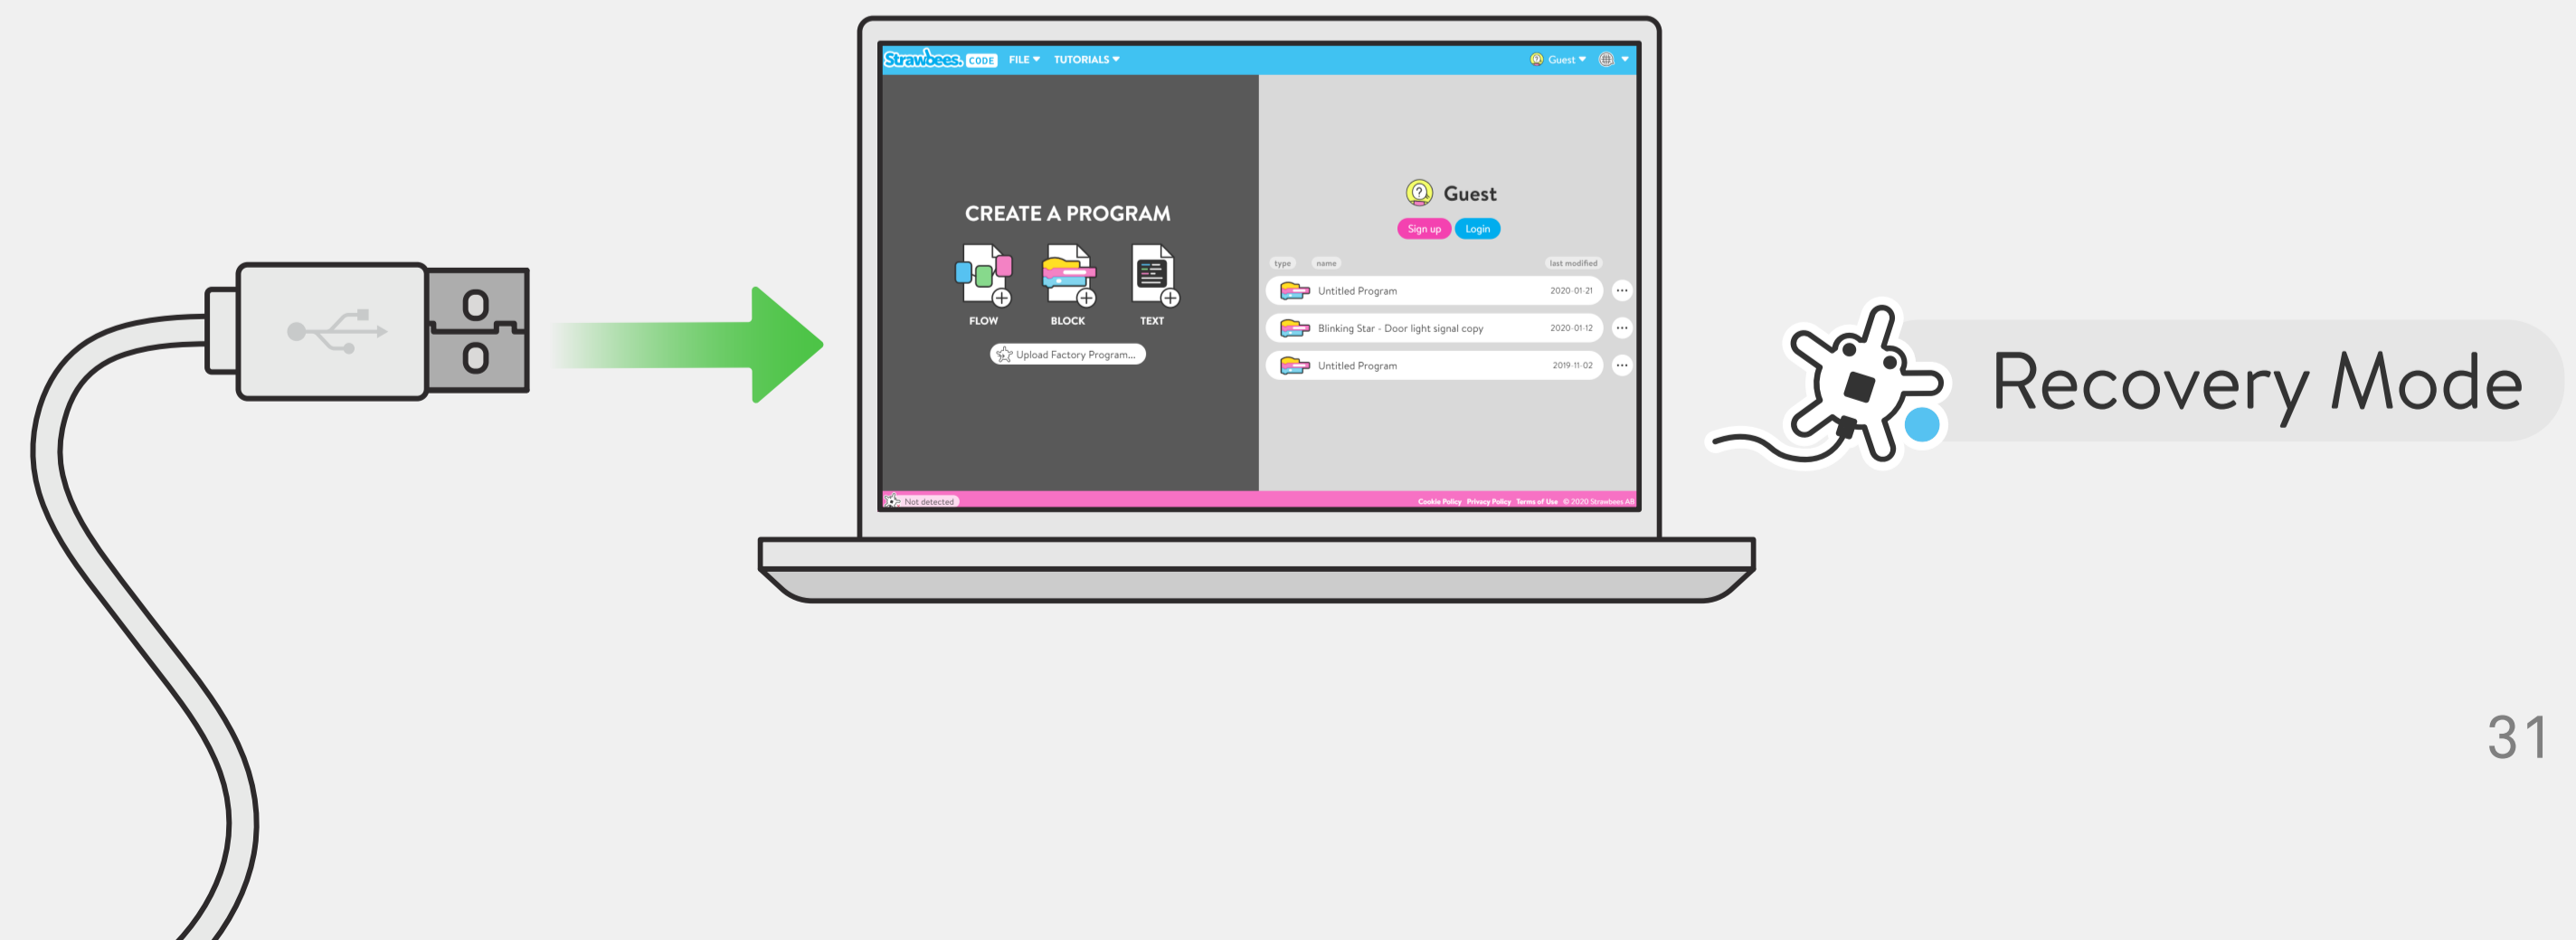 Strawbees. CODE FILE TUTORIALS Guest
CREATE A PROGRAM
FLOW BLOCK TEXT
Upload Factory Program...
Guest
Sign up Login
type name last modified
Untitled Program 2020-01-21
Blinking Star - Door light signal copy 2020-01-12
Untitled Program 2019-11-02
Not detected
Cookie Policy Privacy Policy Terms of Use © 2020 Strawbees AB
Recovery Mode
31